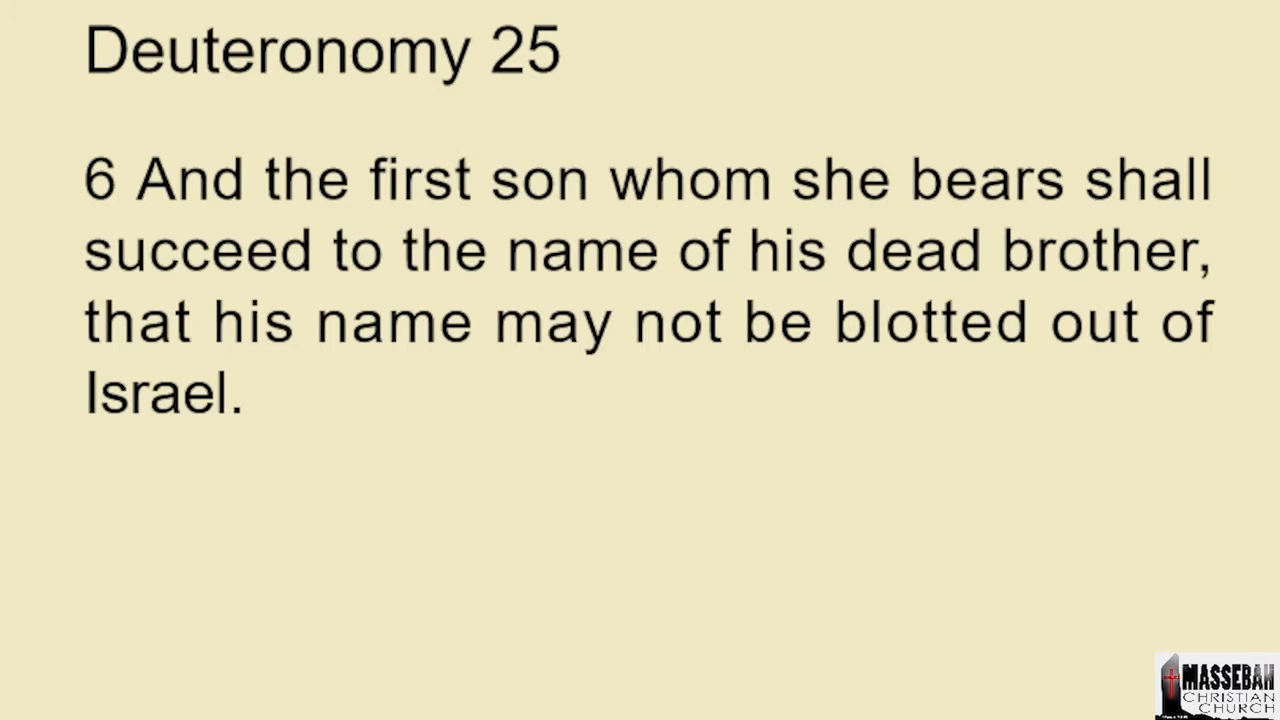 Deuteronomy 25
6 And the first son whom she bears shall
succeed to the name of his dead brother,
that his name may not be blotted out of
Israel.
MASSEBAH
CHRISTIAN
CHURCH